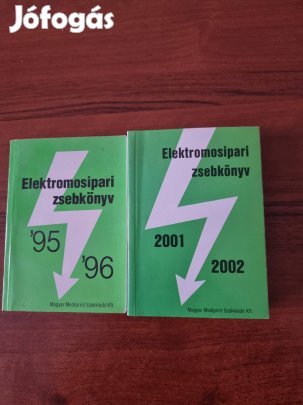 Jófogás
Elektromosipari
zsebkönyv
'95
'96
Magyar Mediprint Szakkiadó Kft.
Elektromosipari
zsebkönyv
2001
2002
Magyar Mediprint Szakkiadó Kft.